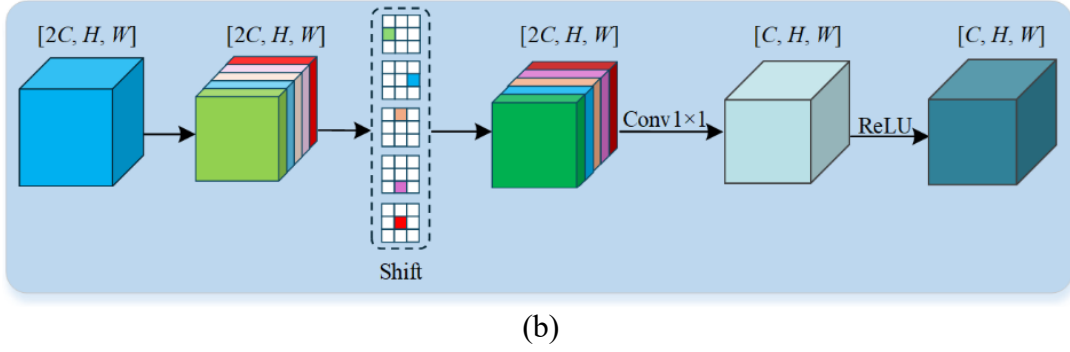 [2C, H, W]
[2C, H, W]
[2C, H, W]
[C, H, W]
[C, H, W]
Conv1×1
ReLU
Shift
(b)